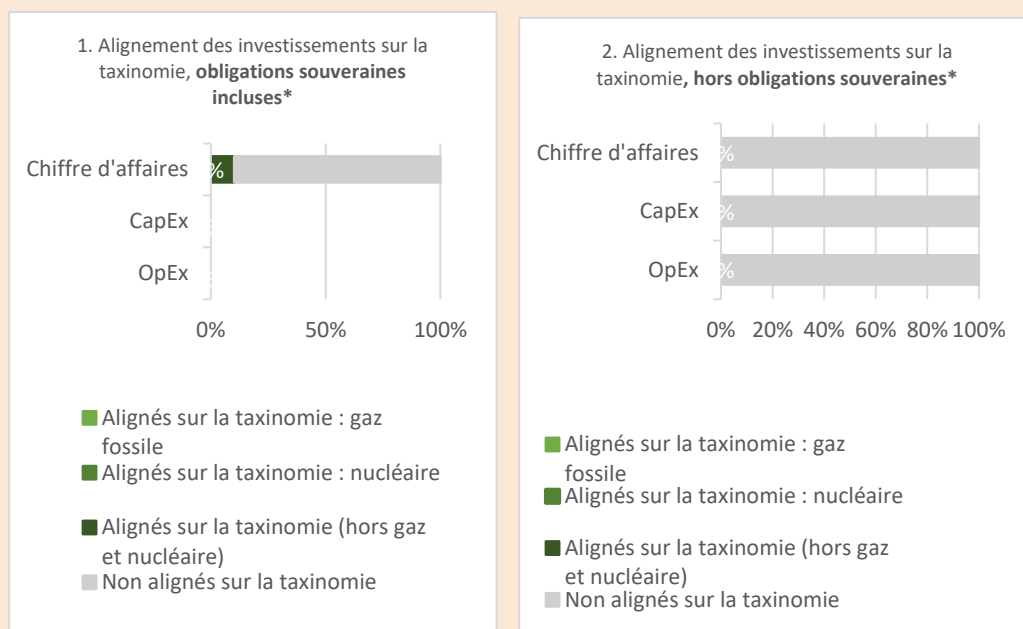 1. Alignement des investissements sur la
taxinomie, obligations souveraines
incluses*
Chiffre d'affaires
%
CapEx
OpEx
0% 50% 100%
Alignés sur la taxinomie : gaz
fossile
Alignés sur la taxinomie : nucléaire
Alignés sur la taxinomie (hors gaz
et nucléaire)
Non alignés sur la taxinomie
2. Alignement des investissements sur la
taxinomie, hors obligations souveraines*
Chiffre d'affaires
%
CapEx
%
OpEx
%
0% 20% 40% 60% 80% 100%
Alignés sur la taxinomie : gaz
fossile
Alignés sur la taxinomie : nucléaire
Alignés sur la taxinomie (hors gaz
et nucléaire)
Non alignés sur la taxinomie